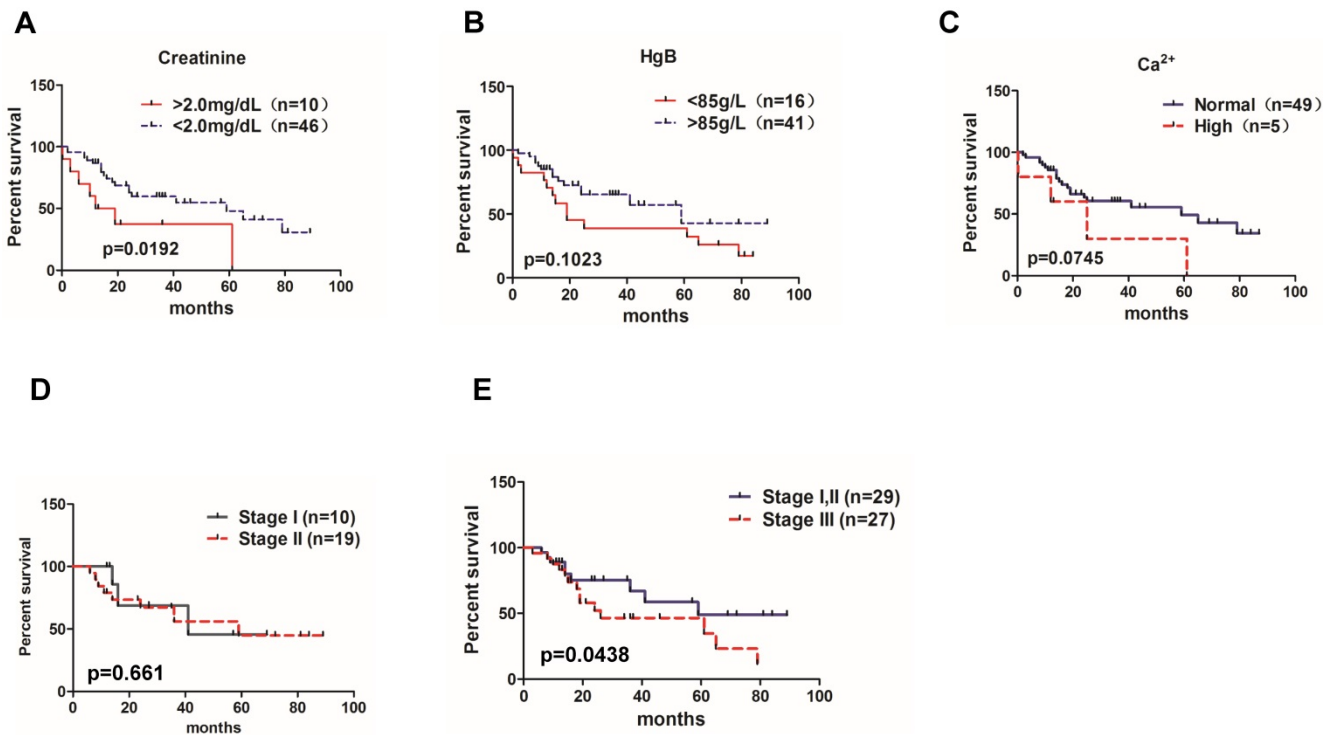 A
Creatinine
>2.0mg/dL（n=10）
<2.0mg/dL（n=46）
Percent survival
150
100
50
0
p=0.0192
0 20 40 60 80 100
months
B
HgB
<85g/L（n=16）
>85g/L（n=41）
Percent survival
150
100
50
0
p=0.1023
0 20 40 60 80 100
months
C
Ca²⁺
Normal（n=49）
High（n=5）
Percent survival
150
100
50
0
p=0.0745
0 20 40 60 80 100
months
D
Stage I (n=10)
Stage II (n=19)
Percent survival
150
100
50
0
p=0.661
0 20 40 60 80 100
months
E
Stage I,II (n=29)
Stage III (n=27)
Percent survival
150
100
50
0
p=0.0438
0 20 40 60 80 100
months